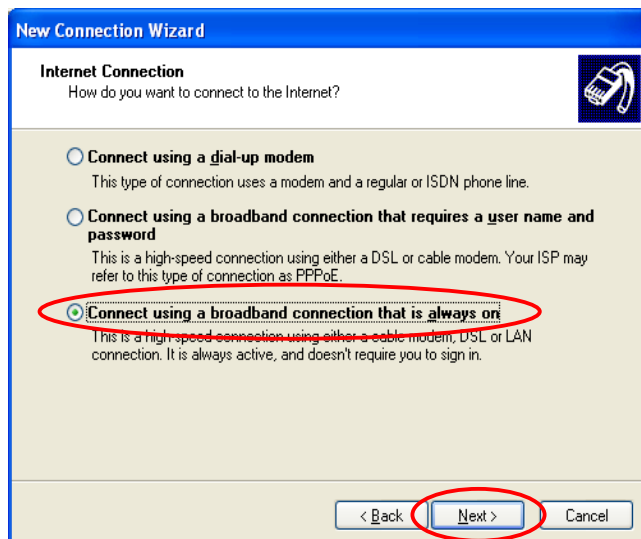 New Connection Wizard
Internet Connection
How do you want to connect to the Internet?
Connect using a dial-up modem
This type of connection uses a modem and a regular or ISDN phone line.
Connect using a broadband connection that requires a user name and
password
This is a high-speed connection using either a DSL or cable modem. Your ISP may
refer to this type of connection as PPPoE.
Connect using a broadband connection that is always on
This is a high-speed connection using either a cable modem, DSL or LAN
connection. It is always active, and doesn't require you to sign in.
< Back Next > Cancel